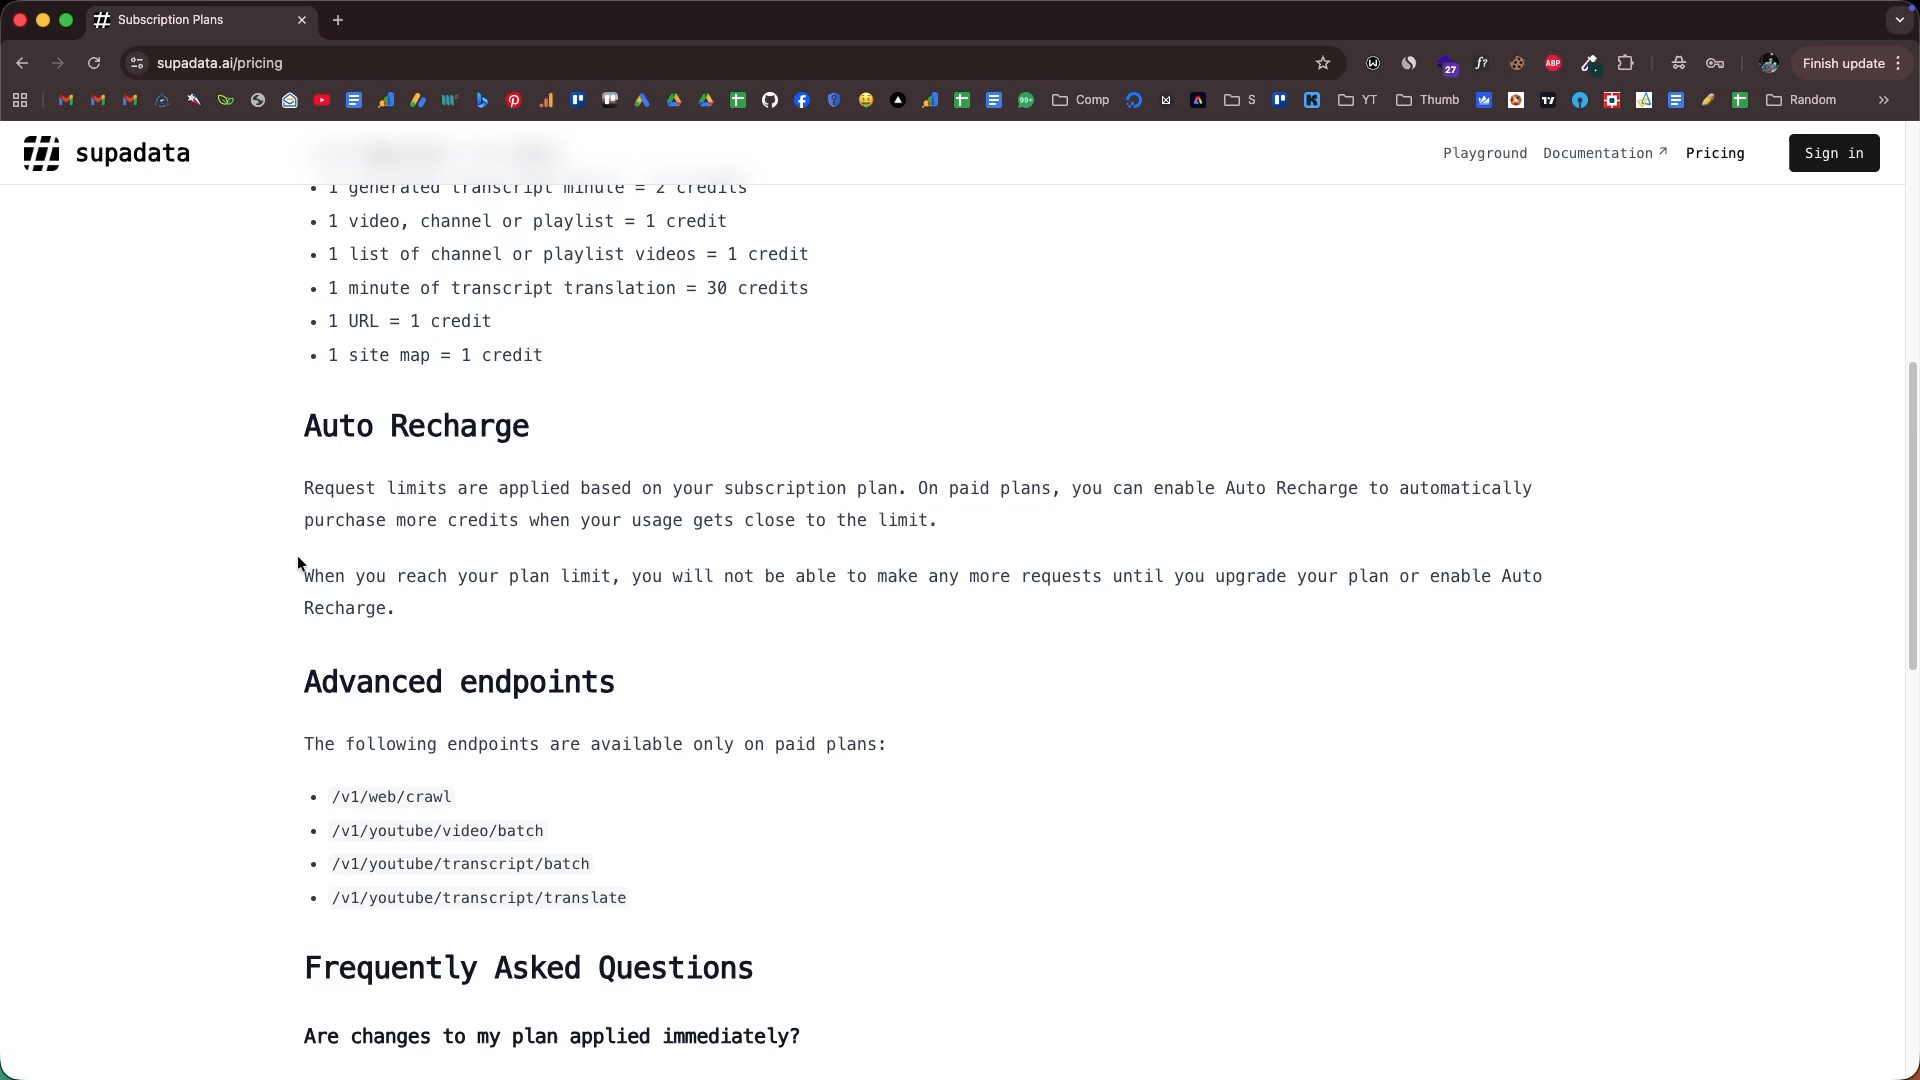 Subscription Plans
supadata.ai/pricing
27
f?
ABP
Finish update
99+
Comp
S
YT
Thumb
Random
supadata
Playground
Documentation
Pricing
Sign in
1 generated transcript minute = 2 credits
1 video, channel or playlist = 1 credit
1 list of channel or playlist videos = 1 credit
1 minute of transcript translation = 30 credits
1 URL = 1 credit
1 site map = 1 credit
Auto Recharge
Request limits are applied based on your subscription plan. On paid plans, you can enable Auto Recharge to automatically
purchase more credits when your usage gets close to the limit.
When you reach your plan limit, you will not be able to make any more requests until you upgrade your plan or enable Auto
Recharge.
Advanced endpoints
The following endpoints are available only on paid plans:
/v1/web/crawl
/v1/youtube/video/batch
/v1/youtube/transcript/batch
/v1/youtube/transcript/translate
Frequently Asked Questions
Are changes to my plan applied immediately?